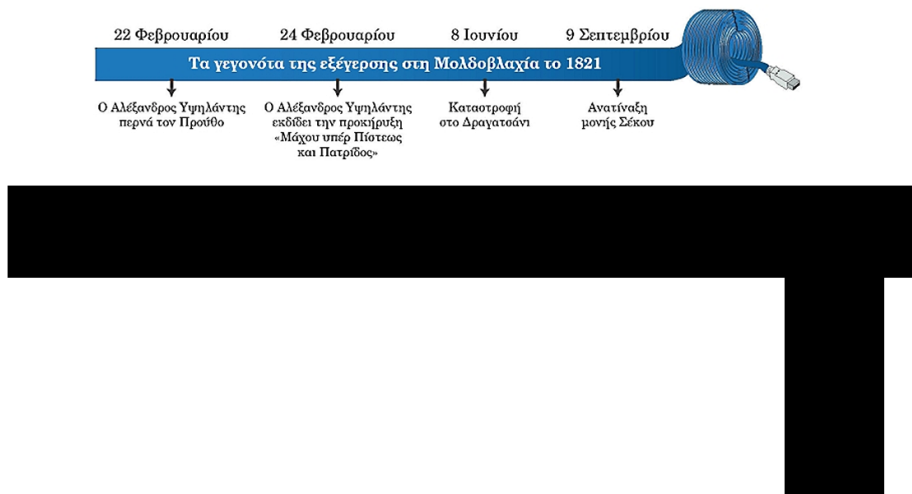 22 Φεβρουαρίου 24 Φεβρουαρίου 8 Ιουνίου 9 Σεπτεμβρίου
Τα γεγονότα της εξέγερσης στη Μολδοβλαχία το 1821
Ο Αλέξανδρος Υψηλάντης
περνά τον Προύθο
Ο Αλέξανδρος Υψηλάντης
εκδίδει την προκήρυξη
«Μάχου υπέρ Πίστεως
και Πατρίδος»
Καταστροφή
στο Δραγατσάνι
Ανατίναξη
μονής Σέκου